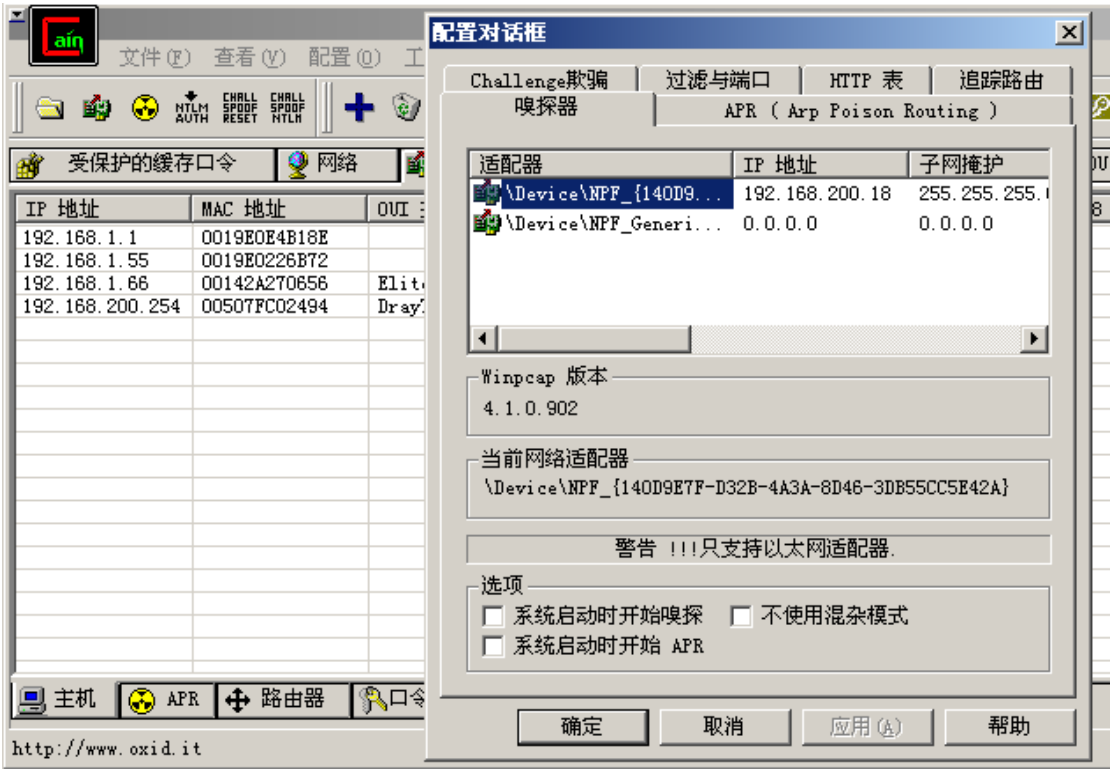 Cain
文件(F) 查看(V) 配置(O) 工
NTLM AUTH
CHALL SPOOF RESET
CHALL SPOOF NTLM
受保护的缓存口令 网络
IP 地址 MAC 地址 OUI
192.168.1.1 0019E0E4B18E
192.168.1.55 0019E0226B72
192.168.1.66 00142A270656 Elit
192.168.200.254 00507FC02494 Dray
主机 APR 路由器 口令
http://www.oxid.it
配置对话框
Challenge欺骗 过滤与端口 HTTP 表 追踪路由
嗅探器 APR ( Arp Poison Routing )
适配器 IP 地址 子网掩护
\Device\NPF_{140D9... 192.168.200.18 255.255.255.
\Device\NPF_Generi... 0.0.0.0 0.0.0.0
Winpcap 版本
4.1.0.902
当前网络适配器
\Device\NPF_{140D9E7F-D32B-4A3A-8D46-3DB55CC5E42A}
警告 !!!只支持以太网适配器.
选项
系统启动时开始嗅探 不使用混杂模式
系统启动时开始 APR
确定 取消 应用(A) 帮助